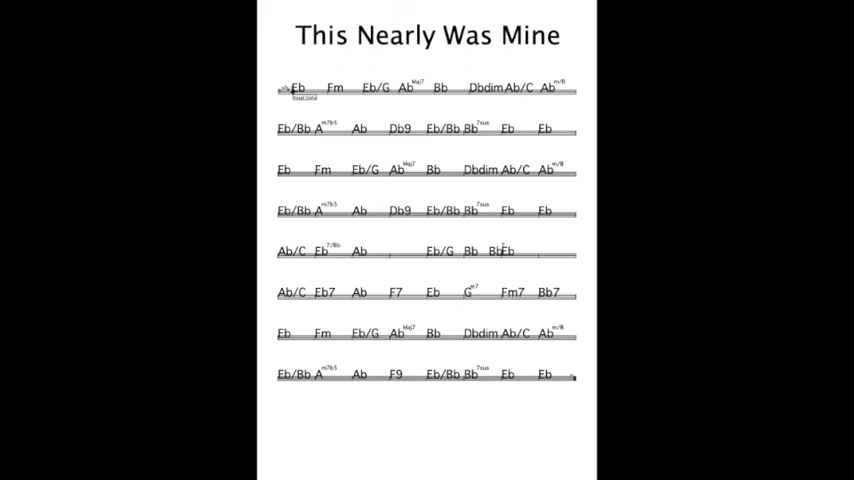 This Nearly Was Mine
Eb Fm Eb/G AbMaj7 Bb Dbdim Ab/C Abm/B
Vocal Outtd
Eb/Bb Am7b5 Ab Db9 Eb/Bb Bb7sus Eb Eb
Eb Fm Eb/G AbMaj7 Bb Dbdim Ab/C Abm/B
Eb/Bb Am7b5 Ab Db9 Eb/Bb Bb7sus Eb Eb
Ab/C Eb7/Bb Ab Eb/G Bb Bb7 Eb
Ab/C Eb7 Ab F7 Eb Gm7 Fm7 Bb7
Eb Fm Eb/G AbMaj7 Bb Dbdim Ab/C Abm/B
Eb/Bb Am7b5 Ab F9 Eb/Bb Bb7sus Eb Eb